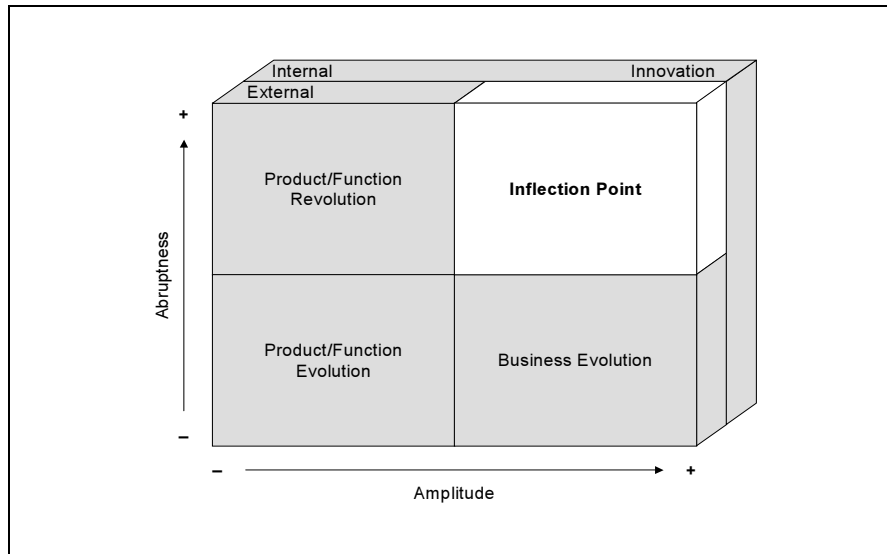 Internal Innovation
External
+
Product/Function
Revolution
Inflection Point
Abruptness
Product/Function
Evolution
Business Evolution
–
– +
Amplitude